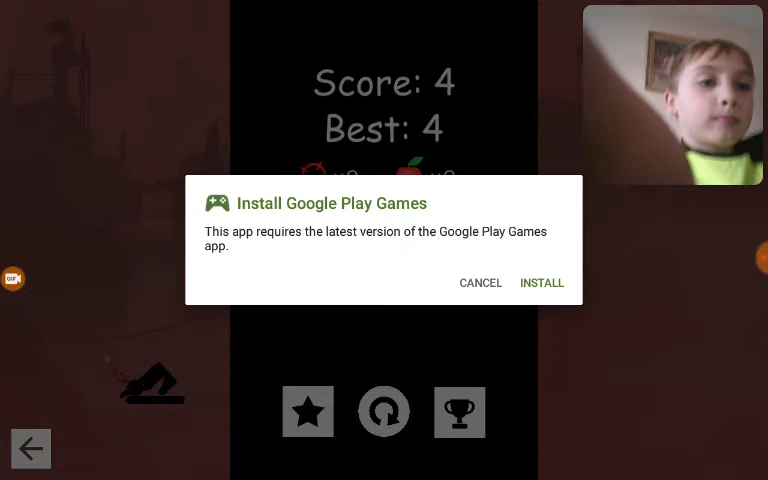 Score: 4
Best: 4
Install Google Play Games
This app requires the latest version of the Google Play Games
app.
CANCEL
INSTALL
GIF